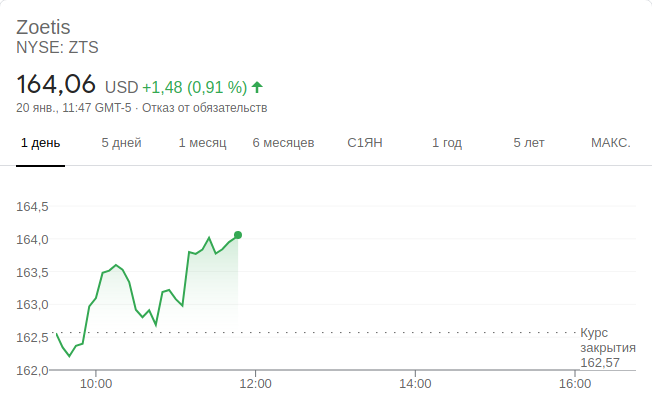 Zoetis
NYSE: ZTS
164,06 USD +1,48 (0,91 %)
20 янв., 11:47 GMT-5 · Отказ от обязательств
1 день 5 дней 1 месяц 6 месяцев С1ЯН 1 год 5 лет МАКС.
164,5
164,0
163,5
163,0
162,5
162,0
Курс
закрытия
162,57
10:00 12:00 14:00 16:00